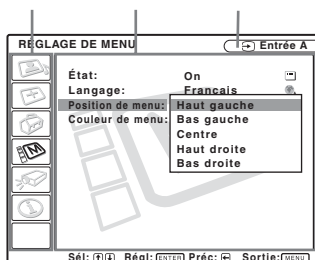 RÉGLAGE DE MENU Entrée A
État: On
Langage: Français
Position de menu: Haut gauche
Couleur de menu: Bas gauche
Centre
Haut droite
Bas droite
Sél: Régl: ENTER Préc: Sortie: MENU